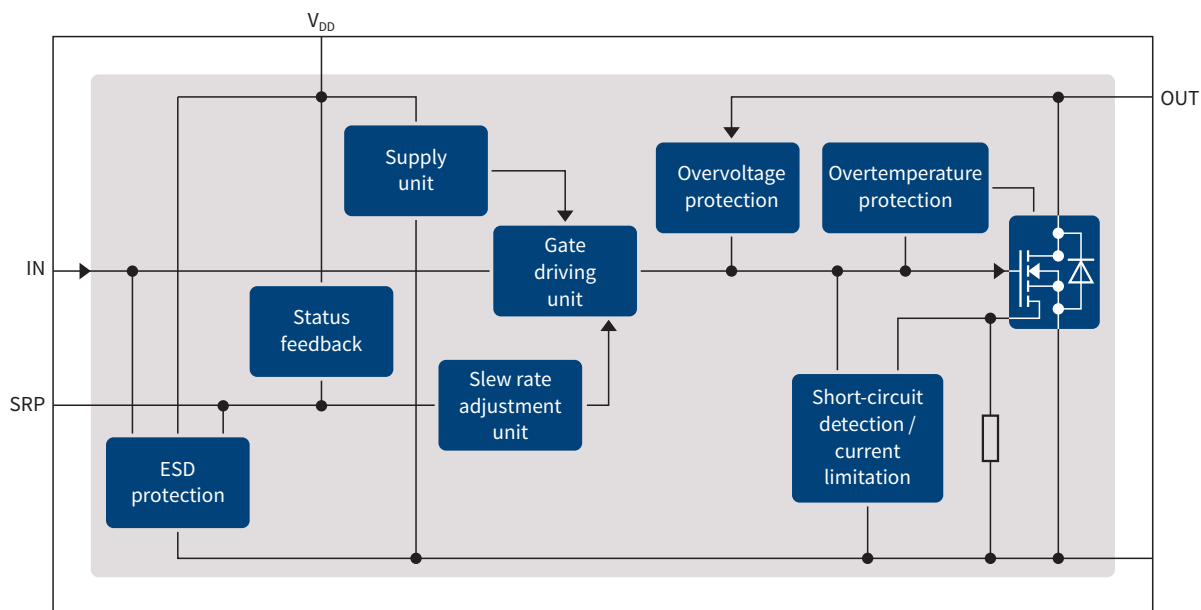 V_DD
OUT
Supply
unit
Overvoltage
protection
Overtemperature
protection
IN
Gate
driving
unit
Status
feedback
SRP
Slew rate
adjustment
unit
Short-circuit
detection /
current
limitation
ESD
protection